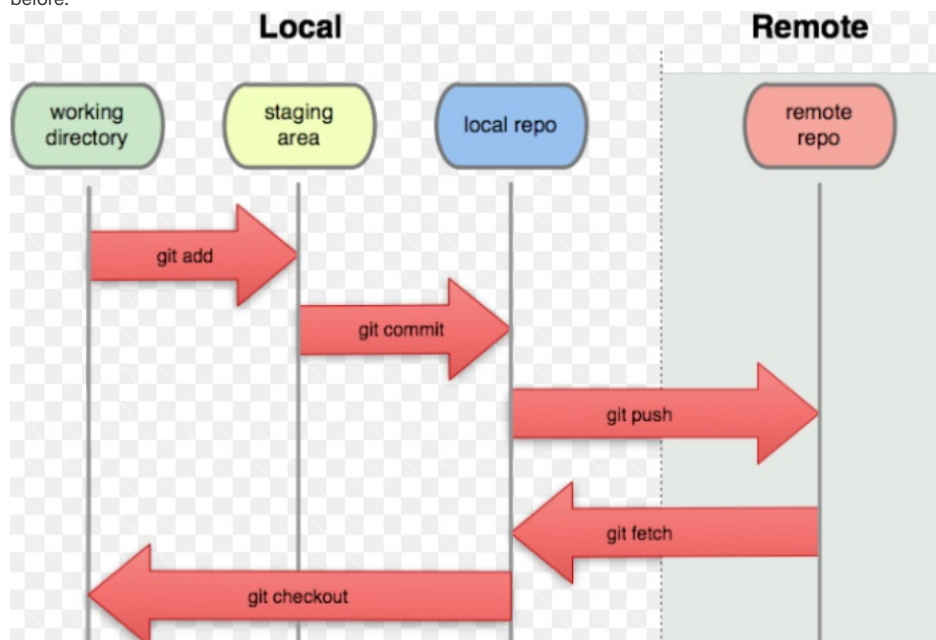 before.
Local
Remote
working
directory
staging
area
local repo
remote
repo
git add
git commit
git push
git fetch
git checkout